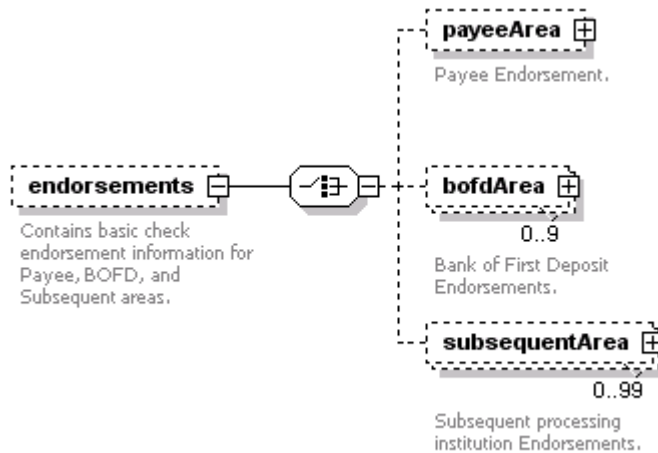 payeeArea
Payee Endorsement.
endorsements
Contains basic check
endorsement information for
Payee, BOFD, and
Subsequent areas.
bofdArea
0..9
Bank of First Deposit
Endorsements.
subsequentArea
0..99
Subsequent processing
institution Endorsements.